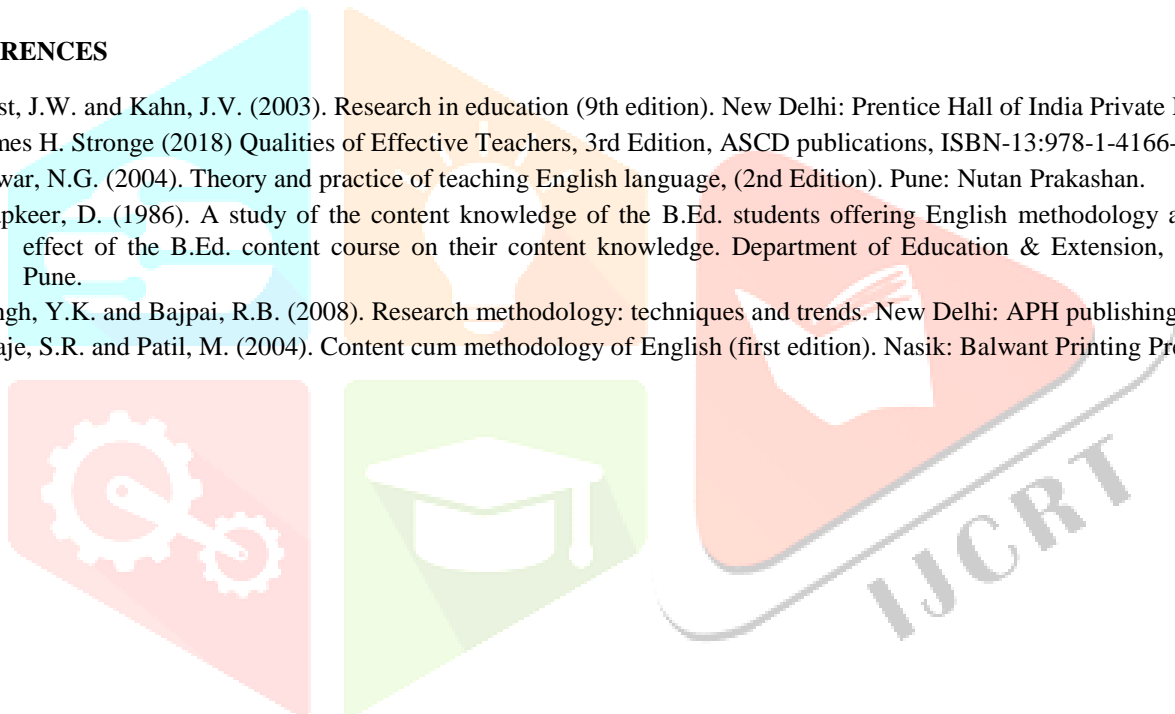 RENCES
st, J.W. and Kahn, J.V. (2003). Research in education (9th edition). New Delhi: Prentice Hall of India Private
mes H. Stronge (2018) Qualities of Effective Teachers, 3rd Edition, ASCD publications, ISBN-13:978-1-4166-
war, N.G. (2004). Theory and practice of teaching English language, (2nd Edition). Pune: Nutan Prakashan.
pkeer, D. (1986). A study of the content knowledge of the B.Ed. students offering English methodology a
effect of the B.Ed. content course on their content knowledge. Department of Education & Extension,
Pune.
ngh, Y.K. and Bajpai, R.B. (2008). Research methodology: techniques and trends. New Delhi: APH publishing
aje, S.R. and Patil, M. (2004). Content cum methodology of English (first edition). Nasik: Balwant Printing Pre
IJCRT